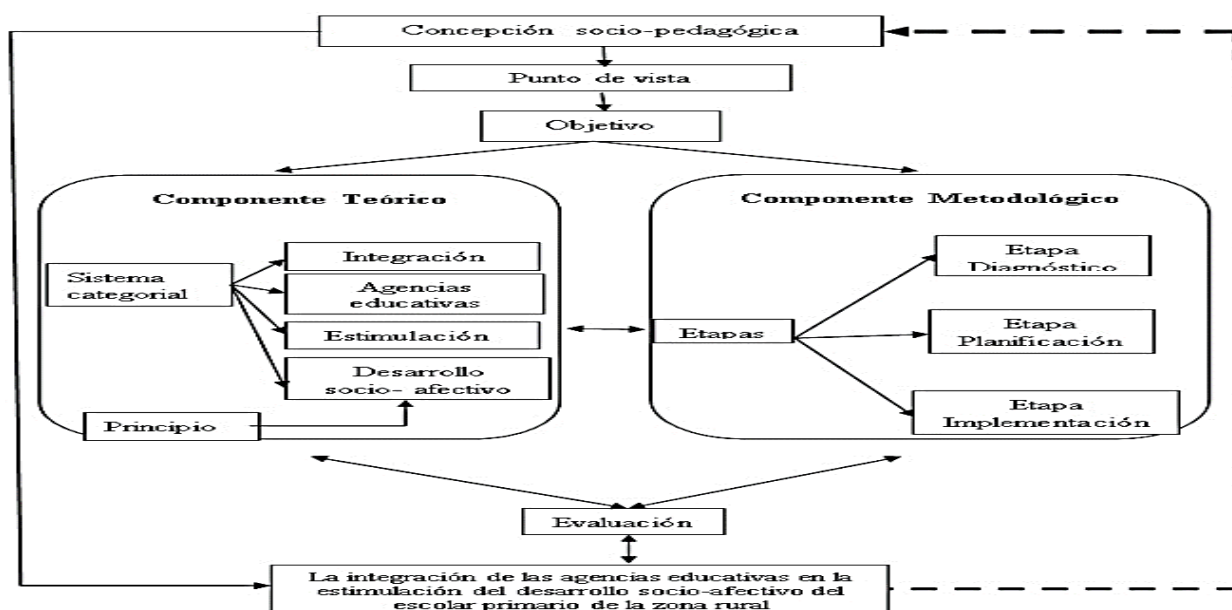 Concepción socio-pedagógica
Punto de vista
Objetivo
Componente Teórico
Sistema
categorial
Integración
Agencias
educativas
Estimulación
Desarrollo
socio- afectivo
Principio
Componente Metodológico
Etapas
Etapa
Diagnóstico
Etapa
Planificación
Etapa
Implementación
Evaluación
La integración de las agencias educativas en la
estimulación del desarrollo socio-afectivo del
escolar primario de la zona rural